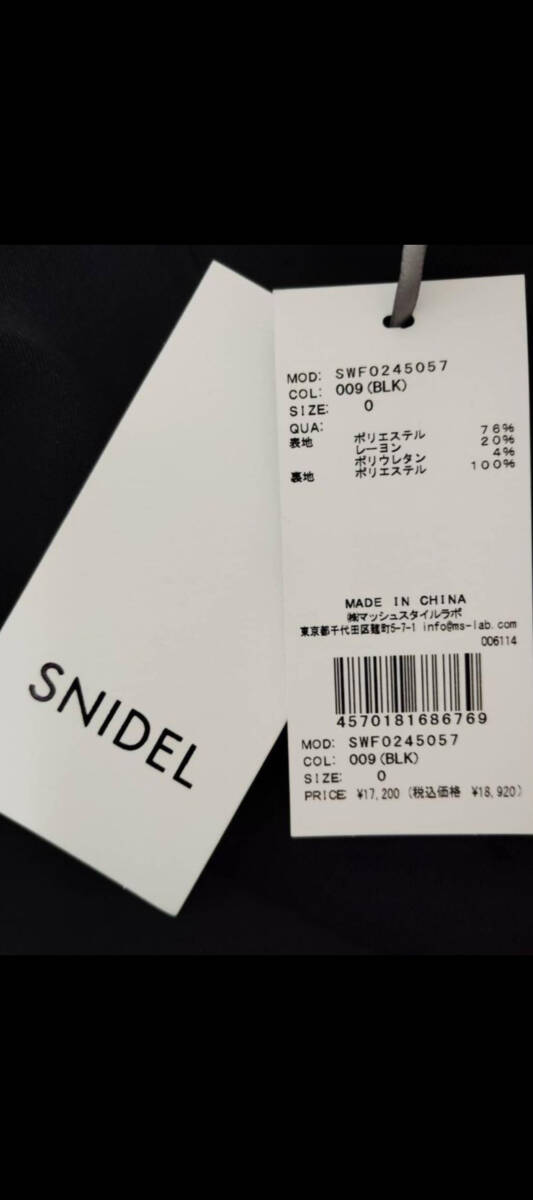 SNIDEL
MOD: SWF0245057
COL: 009(BLK)
SIZE: 0
QUA:
表地 ポリエステル 76%
レーヨン 20%
ポリウレタン 4%
裏地 ポリエステル 100%
MADE IN CHINA
㈱マッシュスタイルラボ
東京都千代田区麹町5-7-1 info@ms-lab.com
006114
4570181686769
MOD: SWF0245057
COL: 009(BLK)
SIZE: 0
PRICE: ¥17,200 (税込価格 ¥18,920)